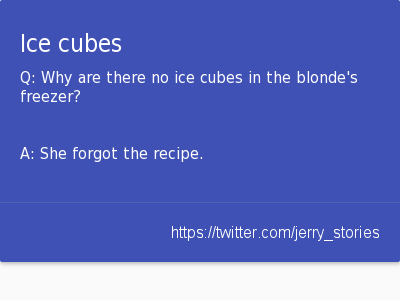 Ice cubes
Q: Why are there no ice cubes in the blonde's
freezer?
A: She forgot the recipe.
https://twitter.com/jerry_stories